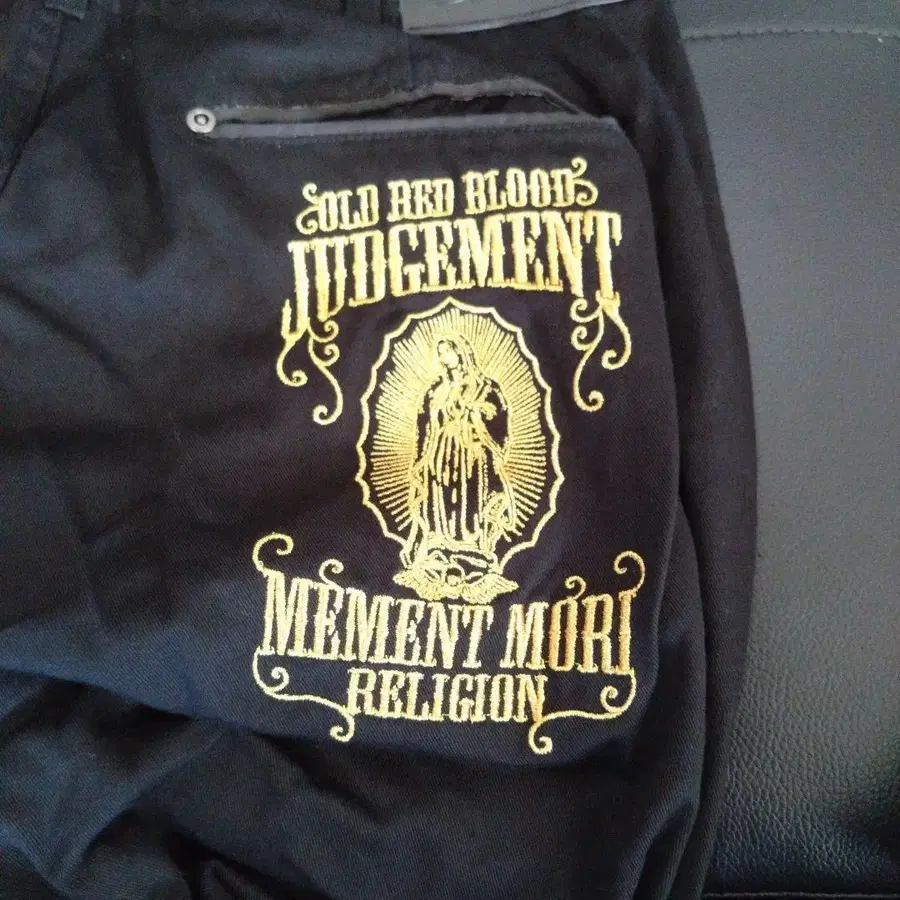 OLD RED BLOOD
JUDGEMENT
MEMENT MORI
RELIGION